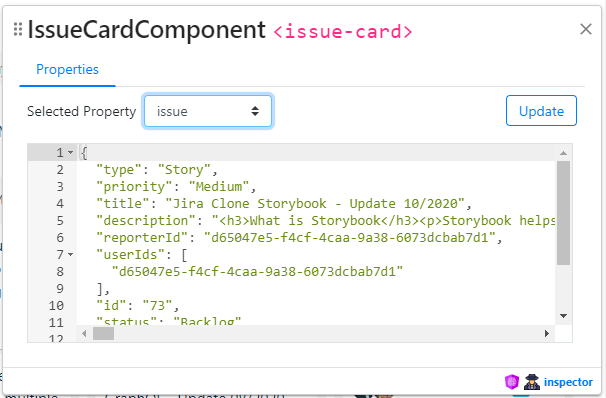 IssueCardComponent <issue-card>
Properties
Selected Property issue Update
1 {
2 "type": "Story",
3 "priority": "Medium",
4 "title": "Jira Clone Storybook - Update 10/2020",
5 "description": "<h3>What is Storybook</h3><p>Storybook helps
6 "reporterId": "d65047e5-f4cf-4caa-9a38-6073dcbab7d1",
7 "userIds": [
8 "d65047e5-f4cf-4caa-9a38-6073dcbab7d1"
9 ],
10 "id": "73",
11 "status": "Backlog"
12
inspector